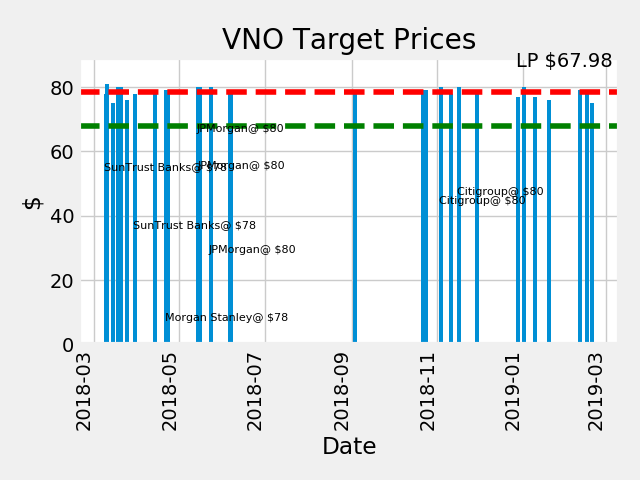 VNO Target Prices
LP $67.98
80
60
40
20
0
$
JPMorgan@ $80
SunTrust Banks@ $78
JPMorgan@ $80
Citigroup@ $80
Citigroup@ $80
SunTrust Banks@ $78
JPMorgan@ $80
Morgan Stanley@ $78
2018-03
2018-05
2018-07
2018-09
2018-11
2019-01
2019-03
Date